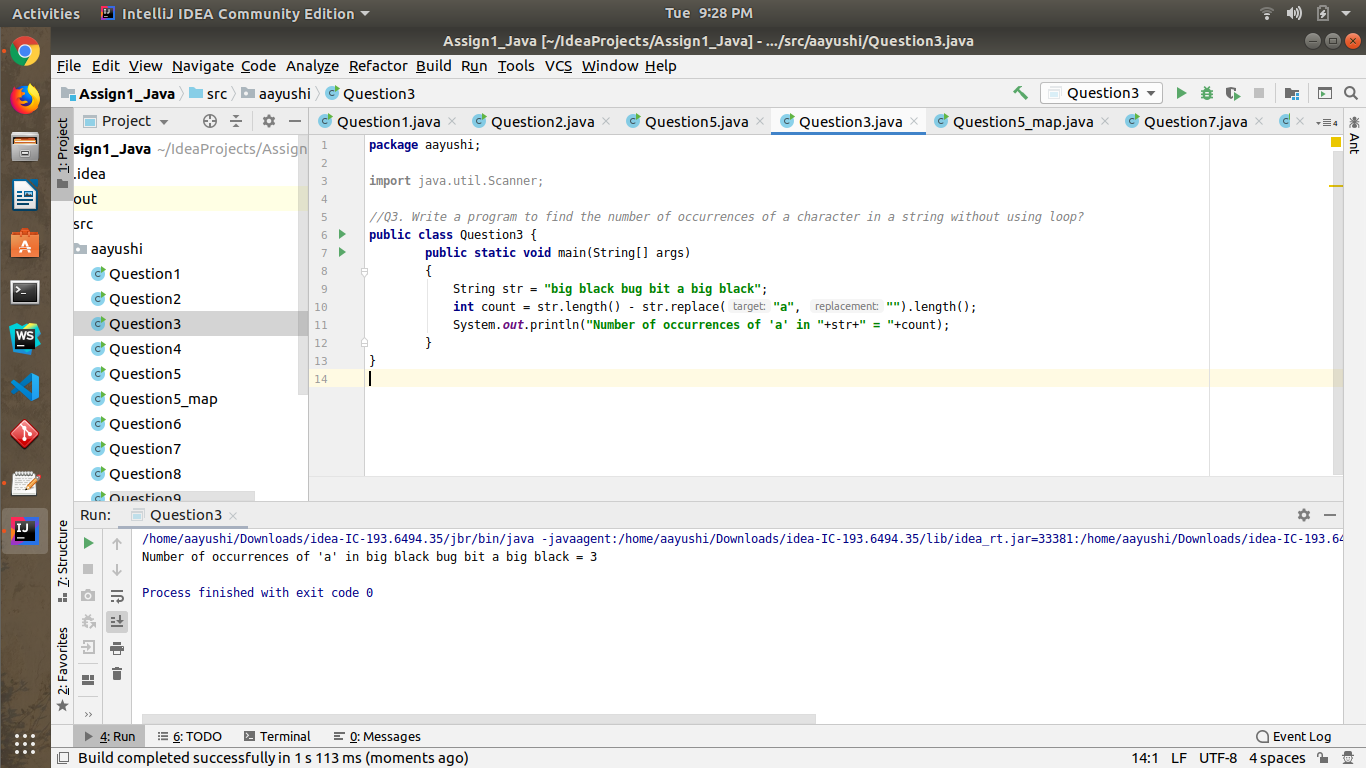 Activities IntelliJ IDEA Community Edition Tue 9:28 PM
Assign1_Java [~/IdeaProjects/Assign1_Java] - .../src/aayushi/Question3.java
File Edit View Navigate Code Analyze Refactor Build Run Tools VCS Window Help
Assign1_Java src aayushi Question3 Question3
1: Project
Project
Question1.java Question2.java Question5.java Question3.java Question5_map.java Question7.java
Ant
sign1_Java ~/IdeaProjects/Assign
.idea
out
src
aayushi
Question1
Question2
Question3
Question4
Question5
Question5_map
Question6
Question7
Question8
Question9
1 package aayushi;
2
3 import java.util.Scanner;
4
5 //Q3. Write a program to find the number of occurrences of a character in a string without using loop?
6 public class Question3 {
7 public static void main(String[] args)
8 {
9 String str = "big black bug bit a big black";
10 int count = str.length() - str.replace( target: "a", replacement: "").length();
11 System.out.println("Number of occurrences of 'a' in "+str+" = "+count);
12 }
13 }
14
Run: Question3
7: Structure
2: Favorites
/home/aayushi/Downloads/idea-IC-193.6494.35/jbr/bin/java -javaagent:/home/aayushi/Downloads/idea-IC-193.6494.35/lib/idea_rt.jar=33381:/home/aayushi/Downloads/idea-IC-193.64
Number of occurrences of 'a' in big black bug bit a big black = 3
Process finished with exit code 0
4: Run 6: TODO Terminal 0: Messages Event Log
Build completed successfully in 1 s 113 ms (moments ago) 14:1 LF UTF-8 4 spaces